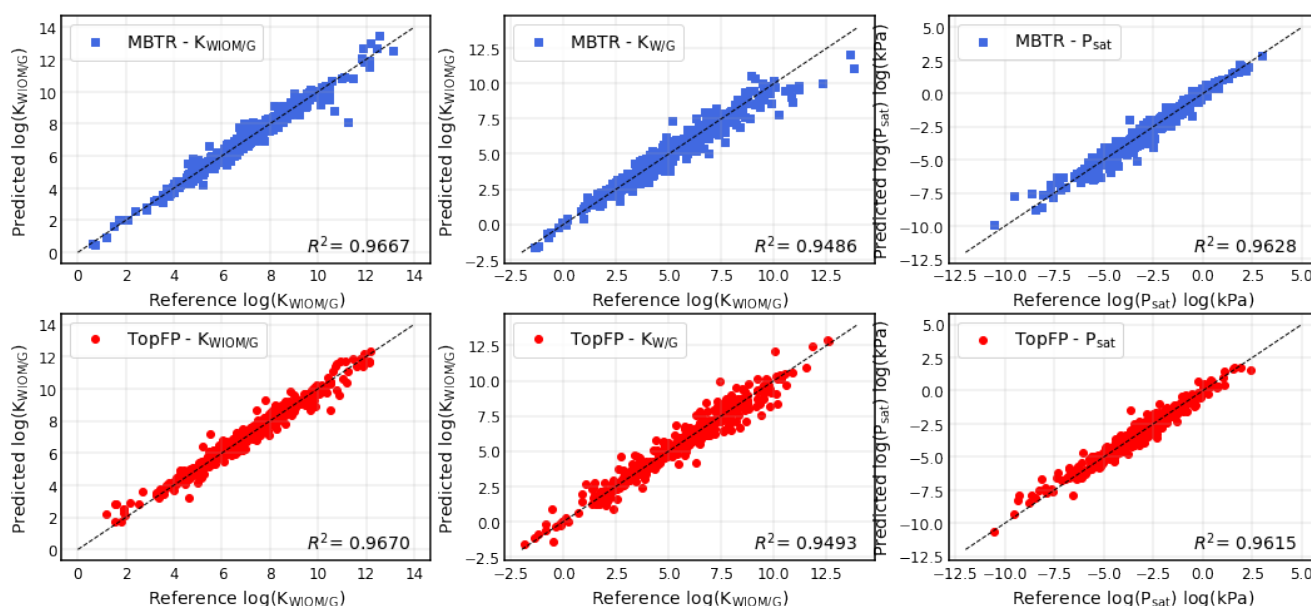 14
12
10
8
6
4
2
0
Predicted log(K_WIOM/G)
MBTR - K_WIOM/G
R² = 0.9667
0 2 4 6 8 10 12 14
Reference log(K_WIOM/G)
12.5
10.0
7.5
5.0
2.5
0.0
−2.5
Predicted log(K_WIOM/G)
MBTR - K_W/G
R² = 0.9486
−2.5 0.0 2.5 5.0 7.5 10.0 12.5
Reference log(K_WIOM/G)
5.0
2.5
0.0
−2.5
−5.0
−7.5
−10.0
−12.5
Predicted log(P_sat) log(kPa)
MBTR - P_sat
R² = 0.9628
−12.5 −10.0 −7.5 −5.0 −2.5 0.0 2.5 5.0
Reference log(P_sat) log(kPa)
14
12
10
8
6
4
2
0
Predicted log(K_WIOM/G)
TopFP - K_WIOM/G
R² = 0.9670
0 2 4 6 8 10 12 14
Reference log(K_WIOM/G)
12.5
10.0
7.5
5.0
2.5
0.0
−2.5
Predicted log(K_WIOM/G)
TopFP - K_W/G
R² = 0.9493
−2.5 0.0 2.5 5.0 7.5 10.0 12.5
Reference log(K_WIOM/G)
5.0
2.5
0.0
−2.5
−5.0
−7.5
−10.0
−12.5
Predicted log(P_sat) log(kPa)
TopFP - P_sat
R² = 0.9615
−12.5 −10.0 −7.5 −5.0 −2.5 0.0 2.5 5.0
Reference log(P_sat) log(kPa)